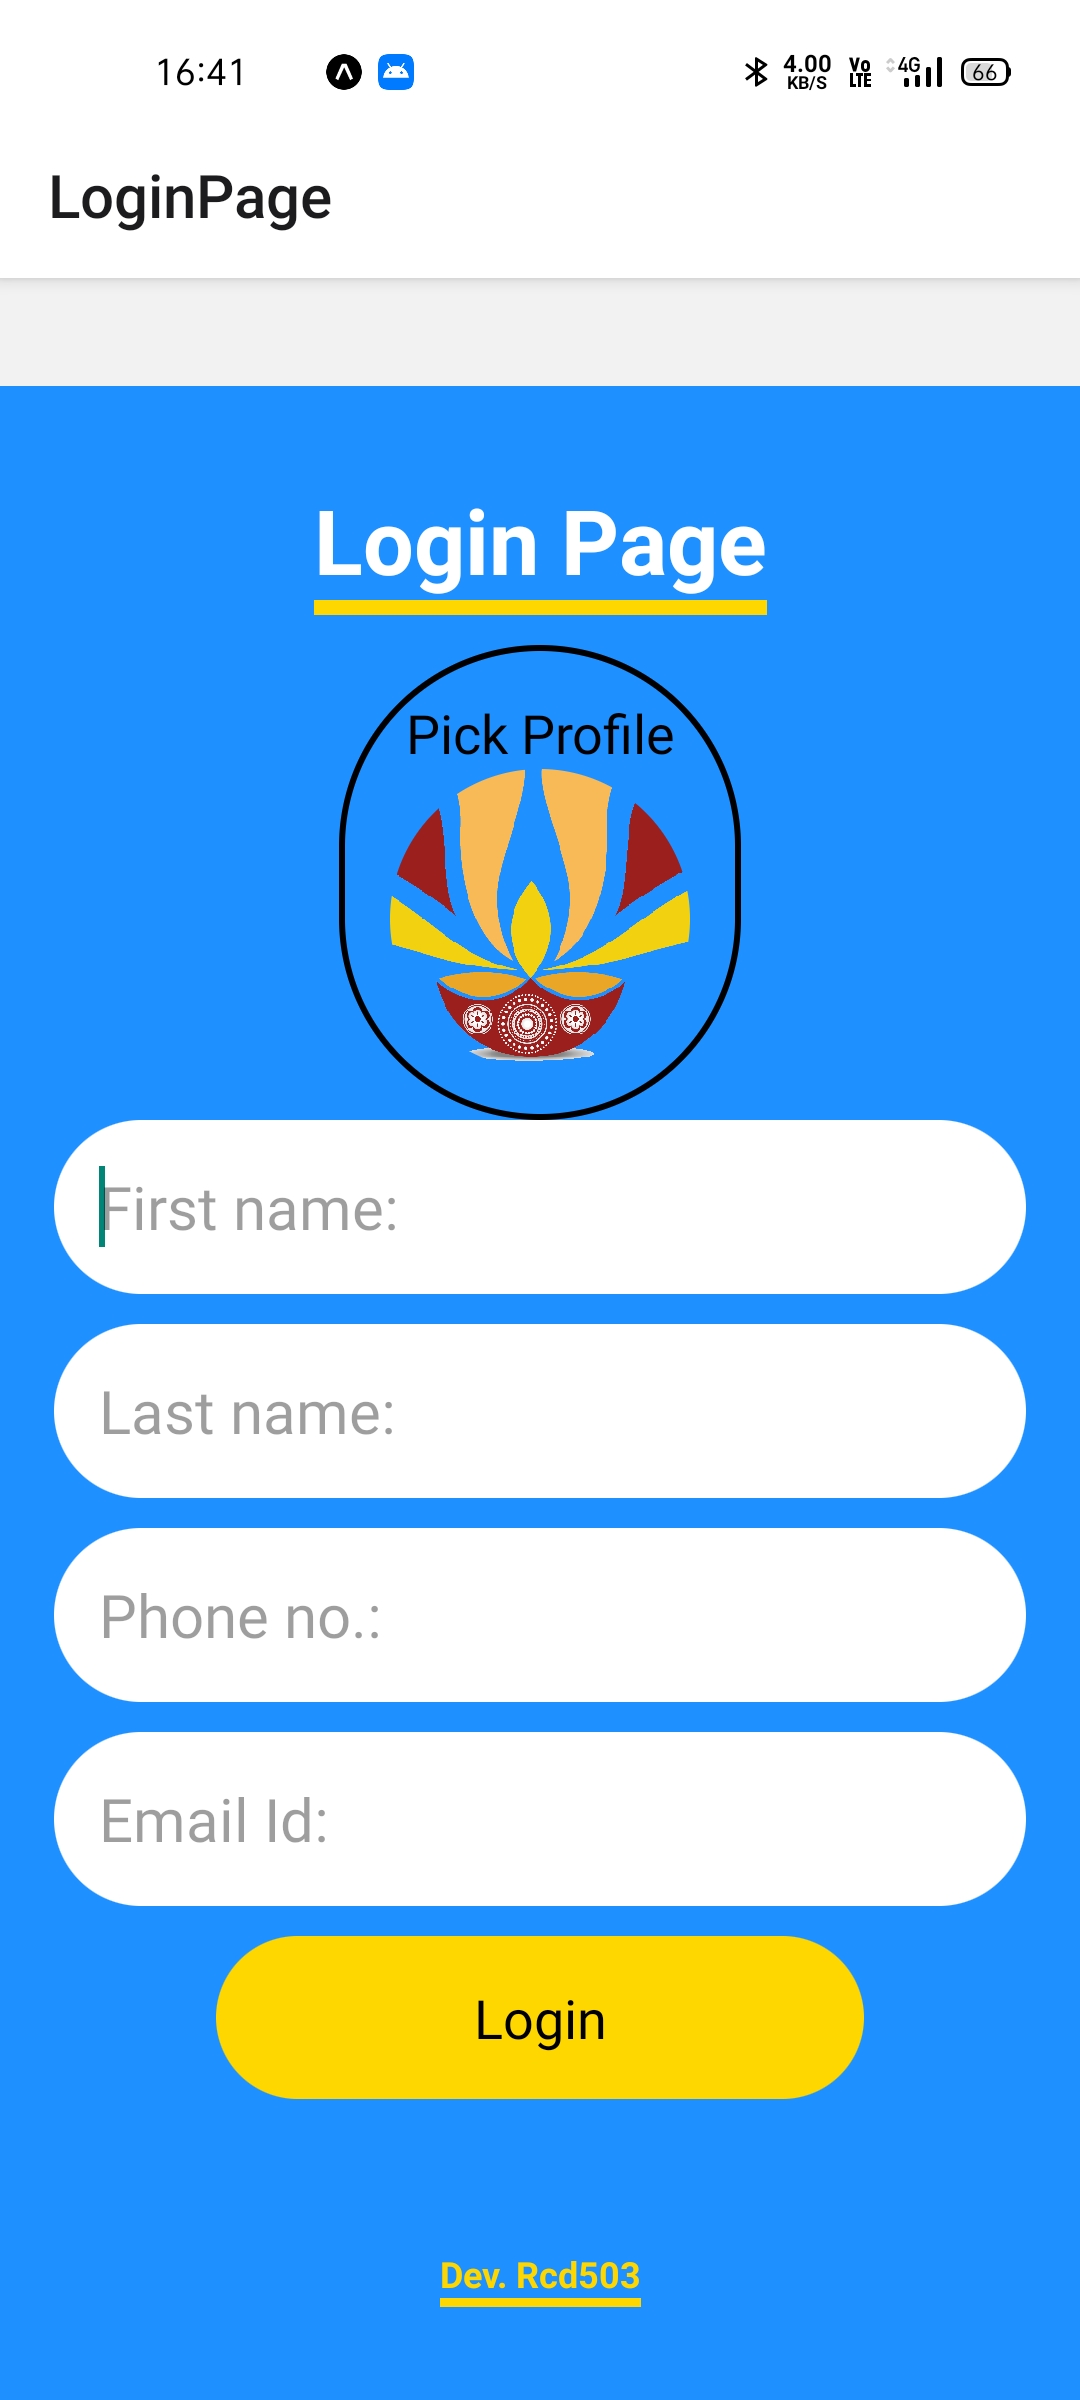 16:41 4.00 KB/S Vo LTE 4G 66
LoginPage
Login Page
Pick Profile
First name:
Last name:
Phone no.:
Email Id:
Login
Dev. Rcd503